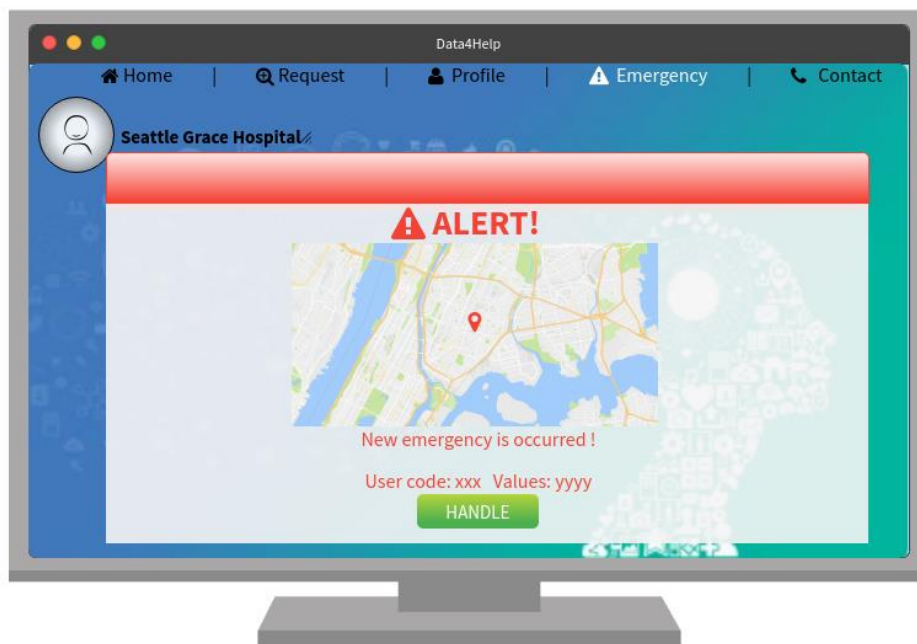 Data4Help
Home | Request | Profile | Emergency | Contact
Seattle Grace Hospital
ALERT!
New emergency is occurred !
User code: xxx Values: yyyy
HANDLE